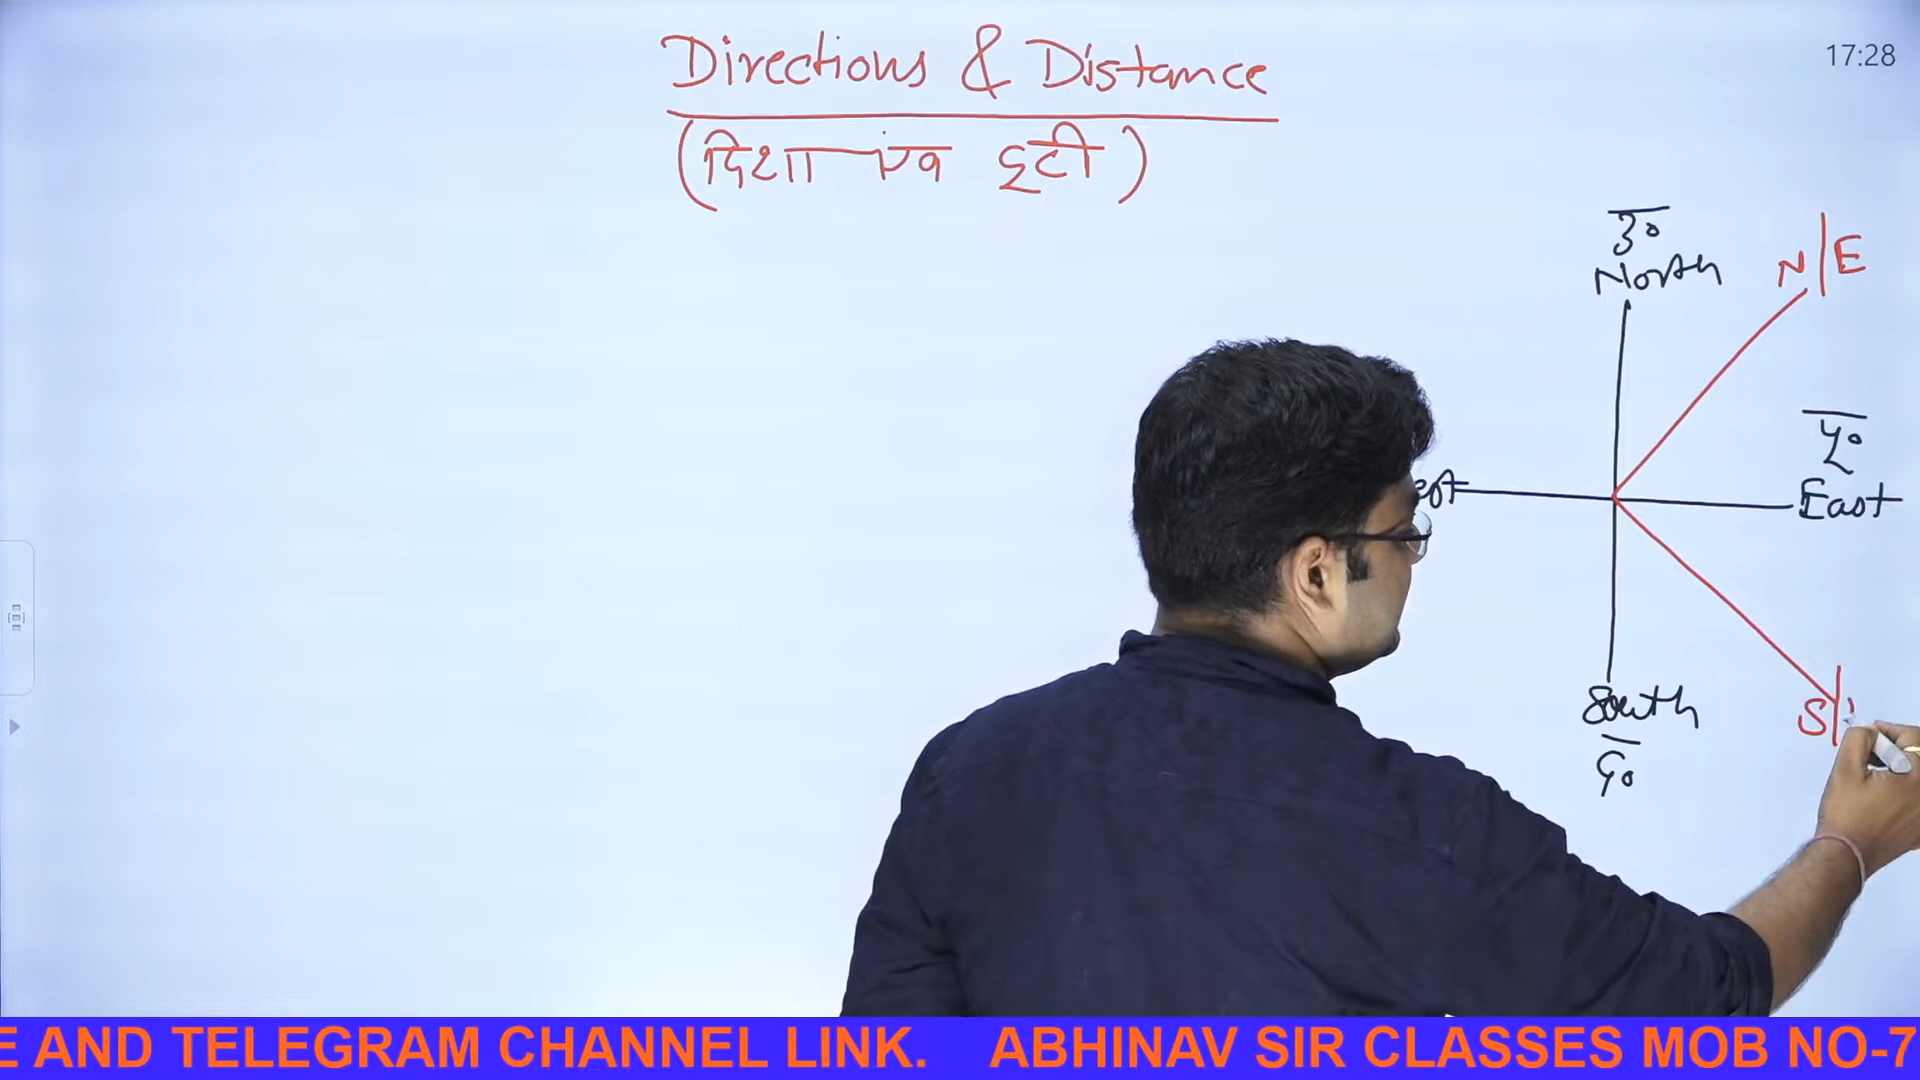 Directions & Distance
(दिशा एंव दूरी)
17:28
उ०
North
N|E
पू०
East
est
South
द०
S|
E AND TELEGRAM CHANNEL LINK. ABHINAV SIR CLASSES MOB NO-7